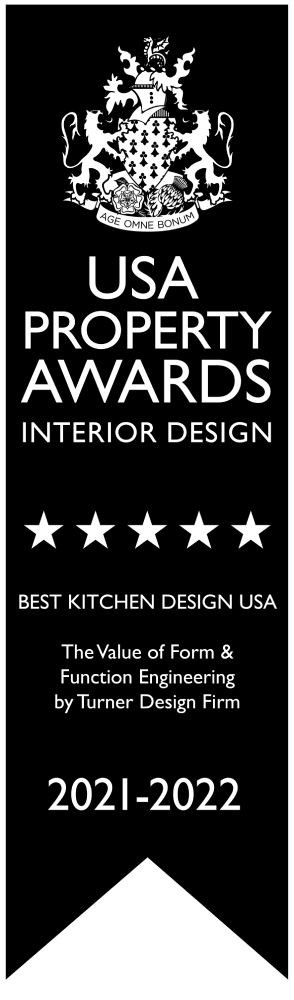 AGE OMNE BONUM
USA
PROPERTY
AWARDS
INTERIOR DESIGN
BEST KITCHEN DESIGN USA
The Value of Form &
Function Engineering
by Turner Design Firm
2021-2022